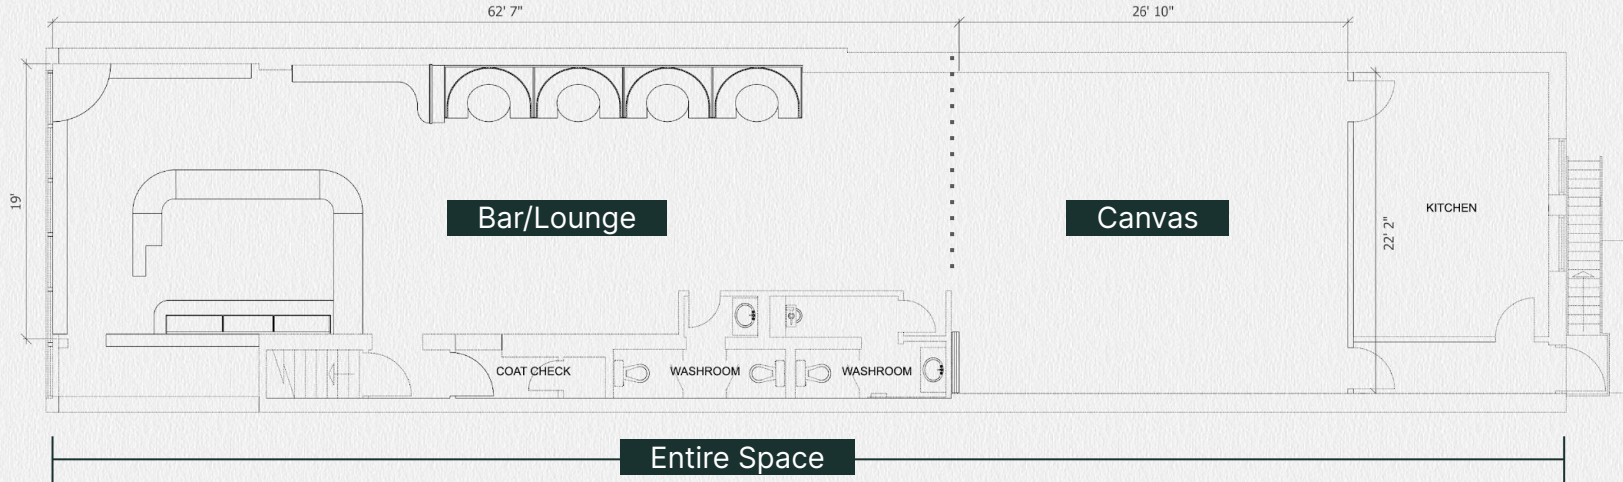 62' 7"
26' 10"
19'
Bar/Lounge
Canvas
KITCHEN
22' 2"
COAT CHECK
WASHROOM
WASHROOM
Entire Space